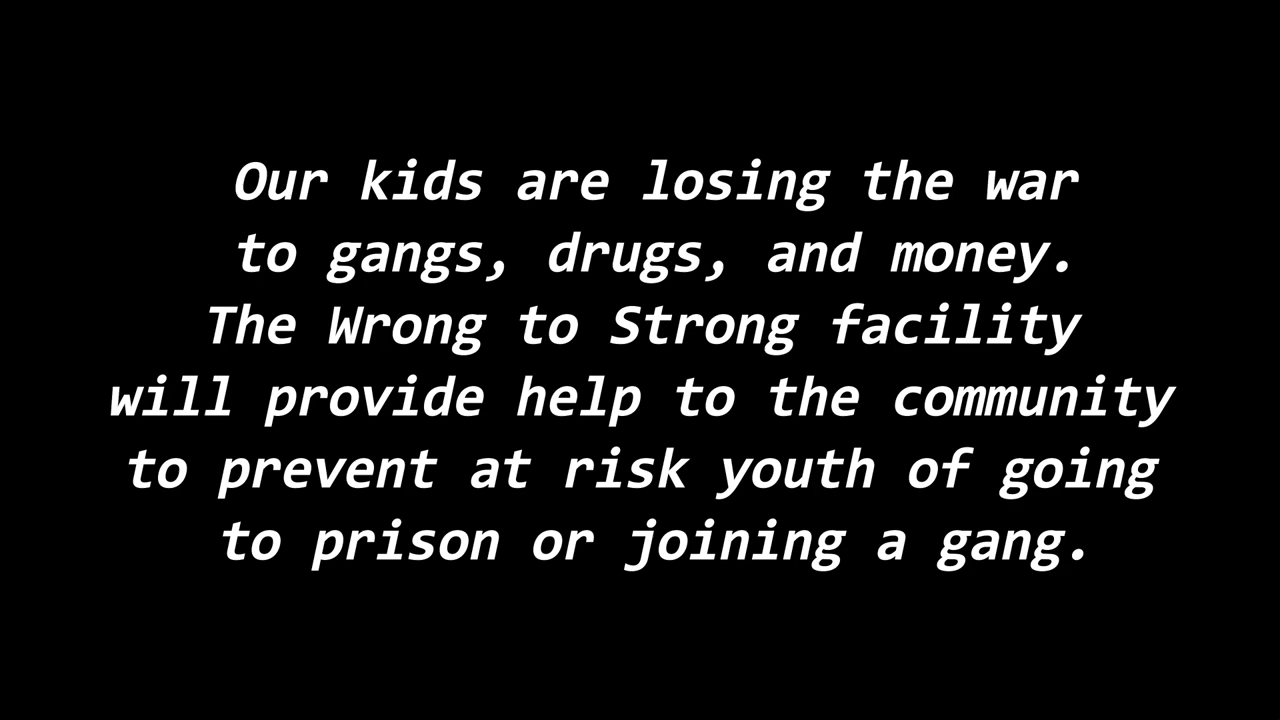 Our kids are losing the war
to gangs, drugs, and money.
The Wrong to Strong facility
will provide help to the community
to prevent at risk youth of going
to prison or joining a gang.